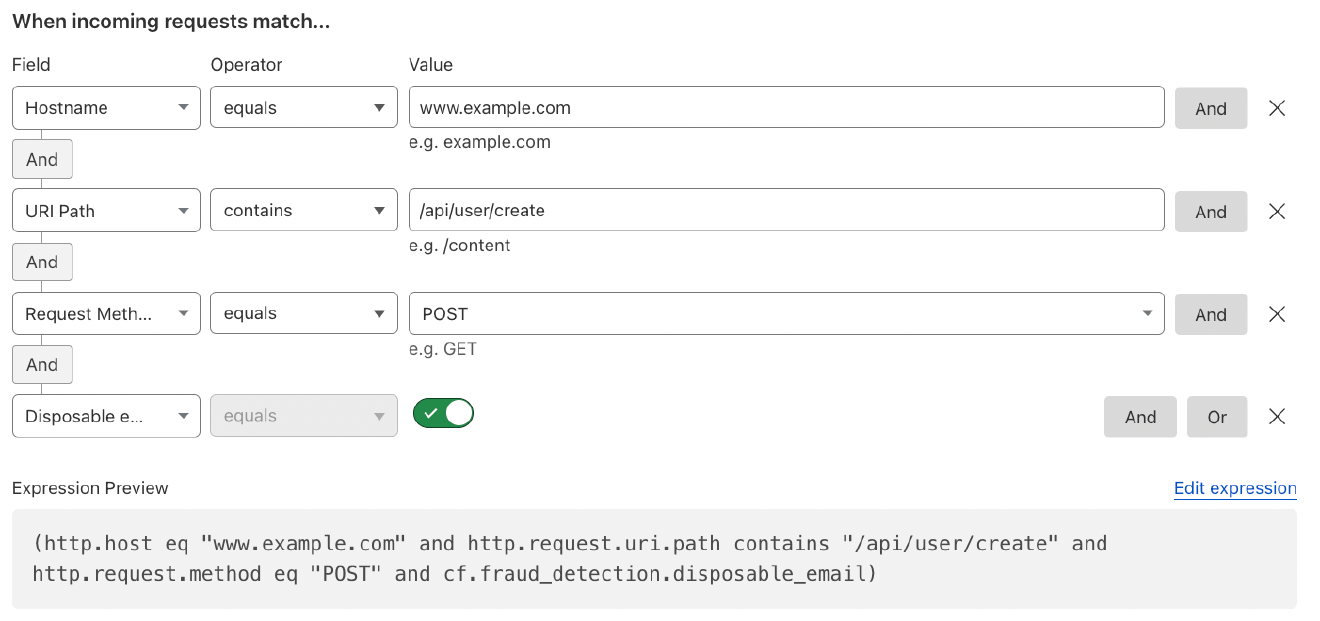 When incoming requests match...
Field Operator Value
Hostname equals www.example.com And
e.g. example.com
And
URI Path contains /api/user/create And
e.g. /content
And
Request Meth... equals POST And
e.g. GET
And
Disposable e... equals And Or
Expression Preview Edit expression
(http.host eq "www.example.com" and http.request.uri.path contains "/api/user/create" and
http.request.method eq "POST" and cf.fraud_detection.disposable_email)